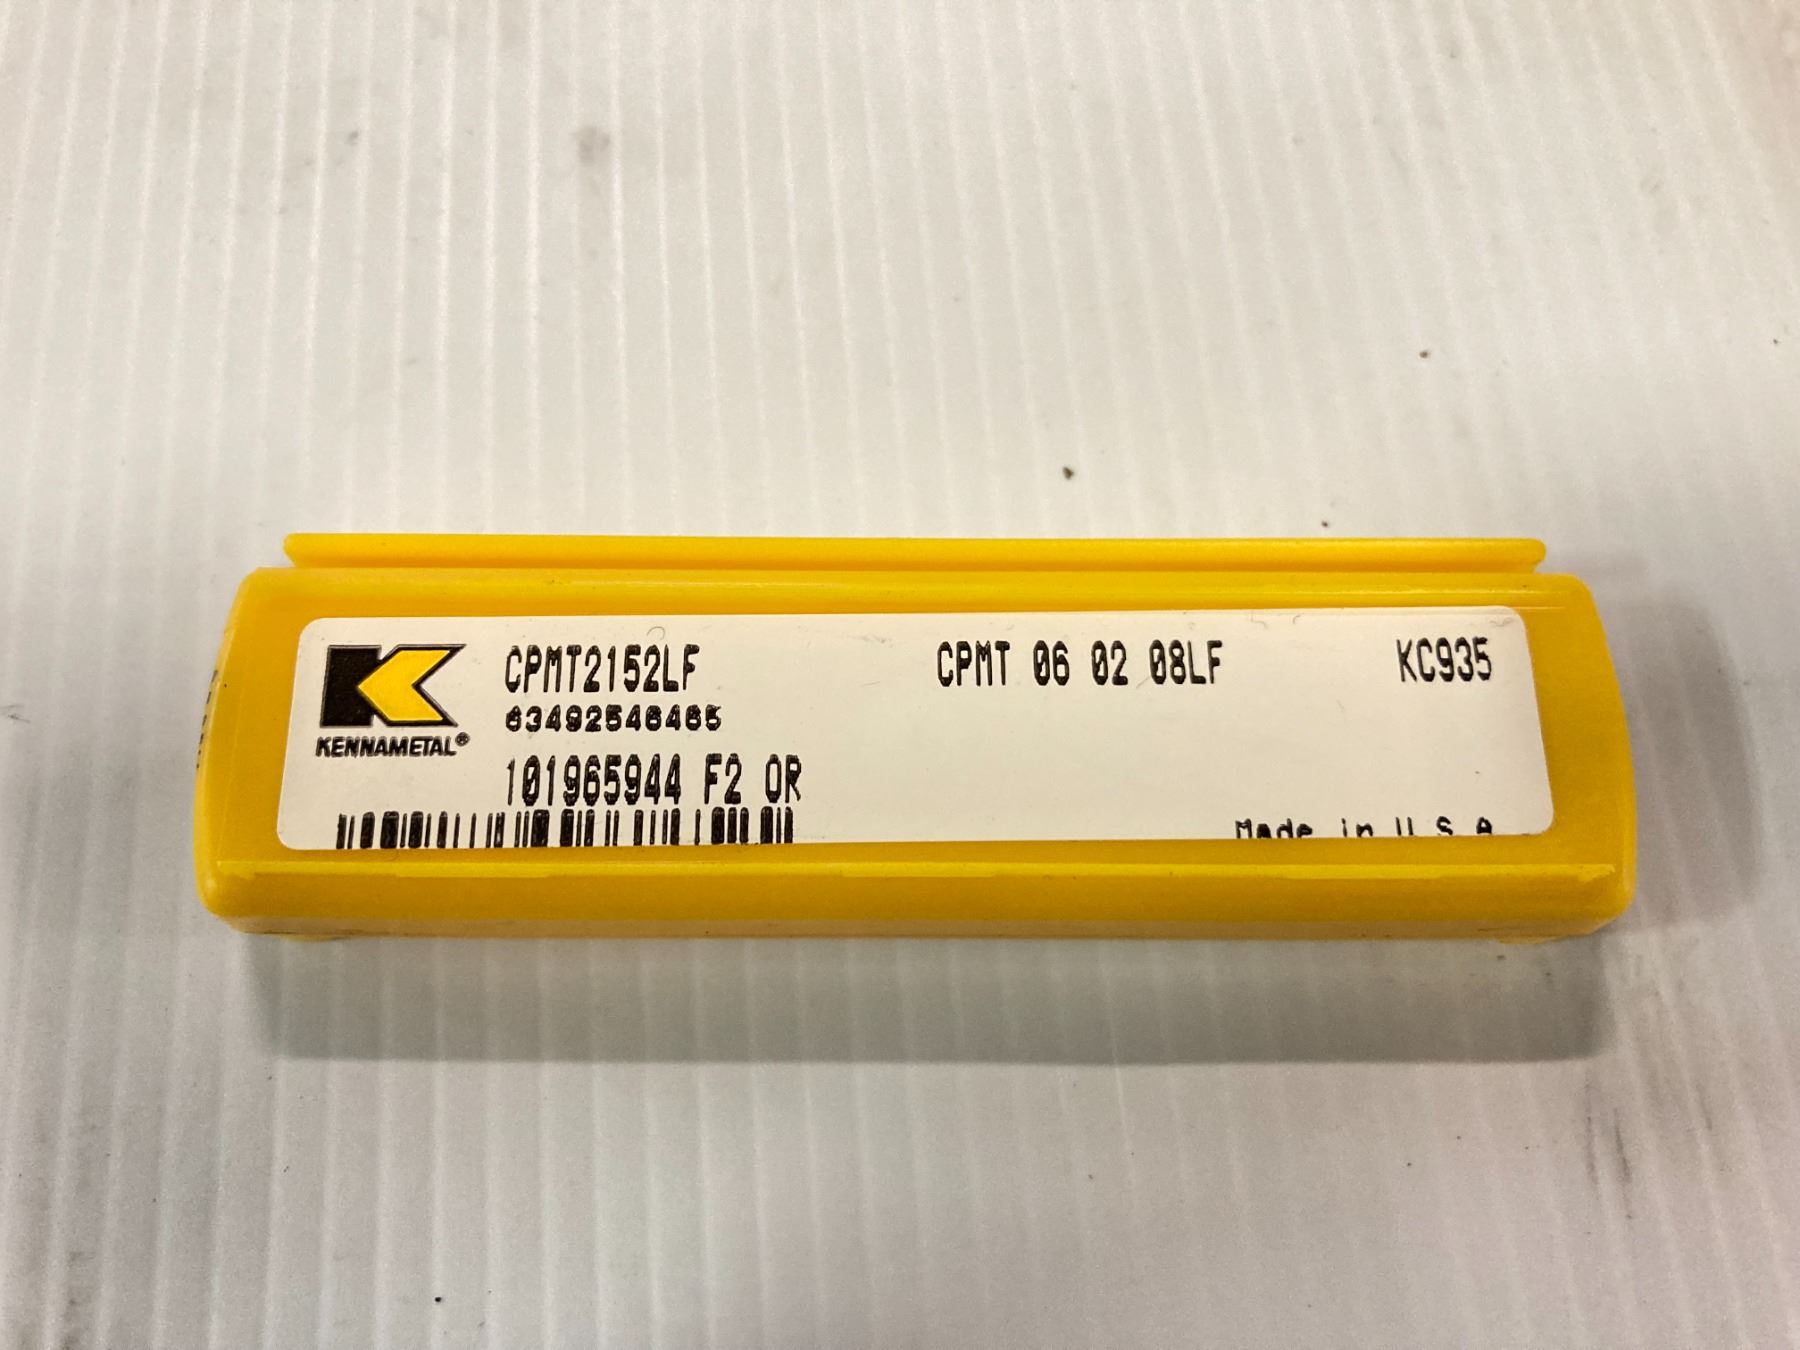 CPMT2152LF CPMT 06 02 08LF KC935
63492546465
KENNAMETAL®
101965944 F2 OR
Made in U.S.A